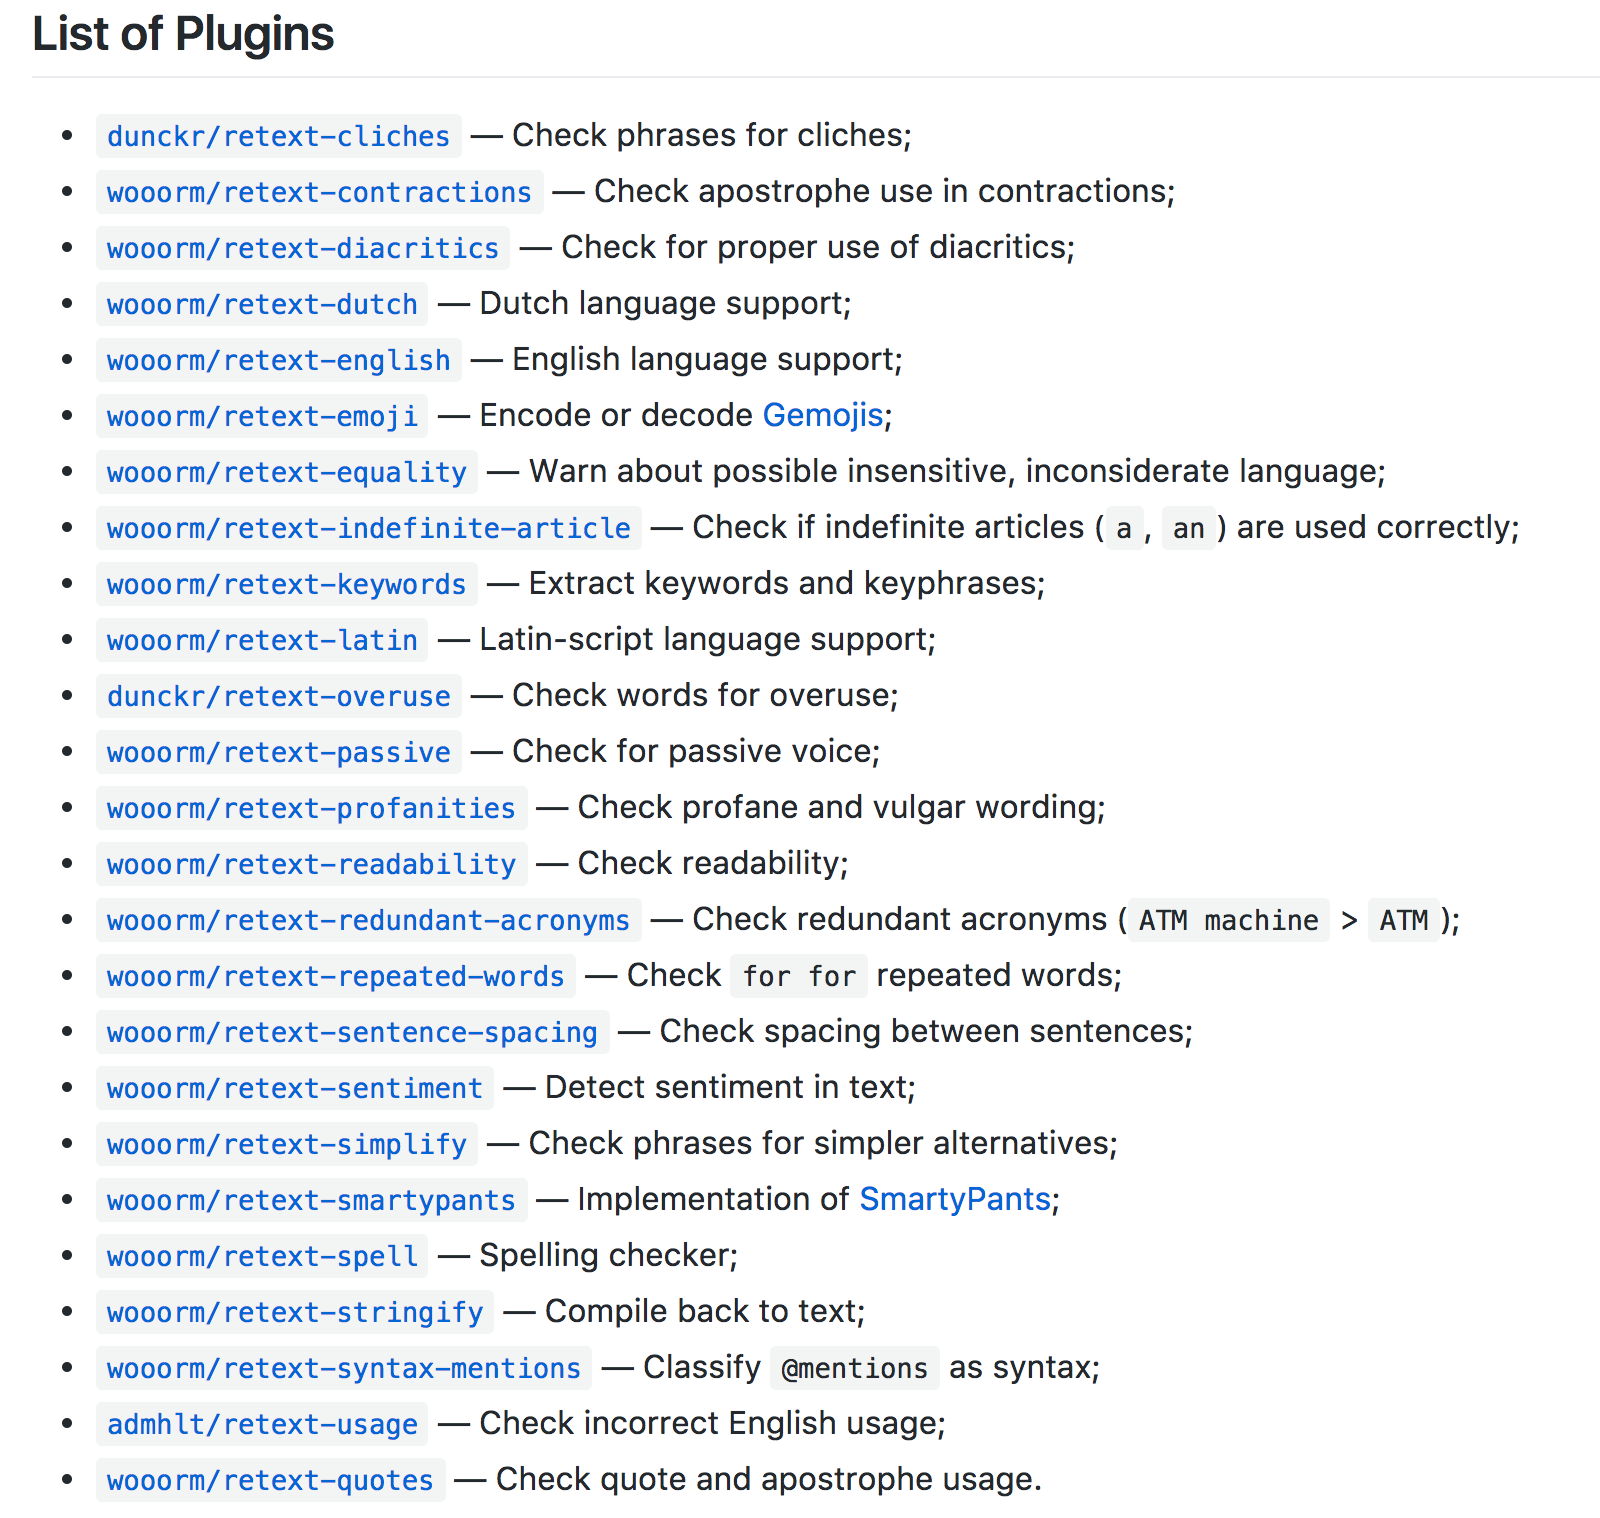 List of Plugins
dunckr/retext-cliches — Check phrases for cliches;
wooorm/retext-contractions — Check apostrophe use in contractions;
wooorm/retext-diacritics — Check for proper use of diacritics;
wooorm/retext-dutch — Dutch language support;
wooorm/retext-english — English language support;
wooorm/retext-emoji — Encode or decode Gemojis;
wooorm/retext-equality — Warn about possible insensitive, inconsiderate language;
wooorm/retext-indefinite-article — Check if indefinite articles (a, an) are used correctly;
wooorm/retext-keywords — Extract keywords and keyphrases;
wooorm/retext-latin — Latin-script language support;
dunckr/retext-overuse — Check words for overuse;
wooorm/retext-passive — Check for passive voice;
wooorm/retext-profanities — Check profane and vulgar wording;
wooorm/retext-readability — Check readability;
wooorm/retext-redundant-acronyms — Check redundant acronyms (ATM machine > ATM);
wooorm/retext-repeated-words — Check for for repeated words;
wooorm/retext-sentence-spacing — Check spacing between sentences;
wooorm/retext-sentiment — Detect sentiment in text;
wooorm/retext-simplify — Check phrases for simpler alternatives;
wooorm/retext-smartypants — Implementation of SmartyPants;
wooorm/retext-spell — Spelling checker;
wooorm/retext-stringify — Compile back to text;
wooorm/retext-syntax-mentions — Classify @mentions as syntax;
admhlt/retext-usage — Check incorrect English usage;
wooorm/retext-quotes — Check quote and apostrophe usage.